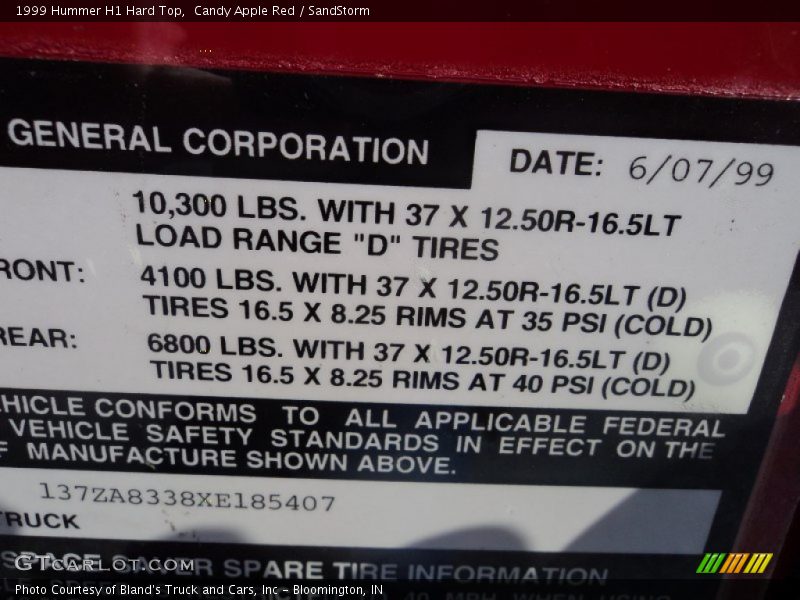 1999 Hummer H1 Hard Top, Candy Apple Red / SandStorm
GENERAL CORPORATION
DATE: 6/07/99
10,300 LBS. WITH 37 X 12.50R-16.5LT
LOAD RANGE "D" TIRES
RONT: 4100 LBS. WITH 37 X 12.50R-16.5LT (D)
TIRES 16.5 X 8.25 RIMS AT 35 PSI (COLD)
REAR: 6800 LBS. WITH 37 X 12.50R-16.5LT (D)
TIRES 16.5 X 8.25 RIMS AT 40 PSI (COLD)
HICLE CONFORMS TO ALL APPLICABLE FEDERAL
VEHICLE SAFETY STANDARDS IN EFFECT ON THE
F MANUFACTURE SHOWN ABOVE.
137ZA8338XE185407
TRUCK
SPARE TIRE INFORMATION
GTcarlot.com
Photo Courtesy of Bland's Truck and Cars, Inc - Bloomington, IN